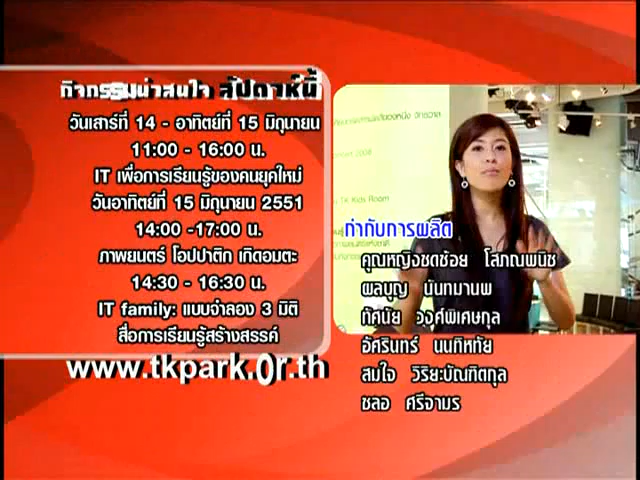 กิจกรรมน่าสนใจ สัปดาห์นี้
วันเสาร์ที่ 14 - อาทิตย์ที่ 15 มิถุนายน
11:00 - 16:00 น.
IT เพื่อการเรียนรู้ของคนยุคใหม่
วันอาทิตย์ที่ 15 มิถุนายน 2551
14:00 -17:00 น.
ภาพยนตร์ โอปปาติก เกิดอมตะ
14:30 - 16:30 น.
IT family: แบบจำลอง 3 มิติ
สื่อการเรียนรู้สร้างสรรค์
www.tkpark.or.th
2008
TK Kids Room
กำกับการผลิต
คุณหญิงชดช้อย โสภณพนิช
ผลบุญ นันทมานพ
ทัศนัย วงศ์พิเศษกุล
อัศรินทร์ นนทิหทัย
สมใจ วิริยะบัณฑิตกุล
ชลอ ศรีจามร